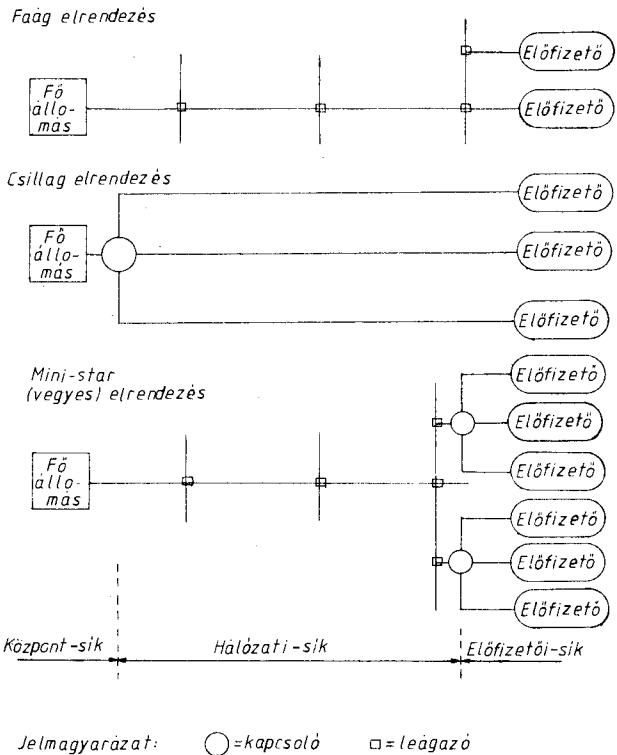 Faág elrendezés
Fő
állo-
más
Előfizető
Előfizető
Csillag elrendezés
Fő
állo-
más
Előfizető
Előfizető
Előfizető
Mini-star
(vegyes) elrendezés
Fő
állo-
más
Előfizető
Előfizető
Előfizető
Előfizető
Előfizető
Előfizető
Központ-sík
Hálózati-sík
Előfizetői-sík
Jelmagyarázat: =kapcsoló =leágazó